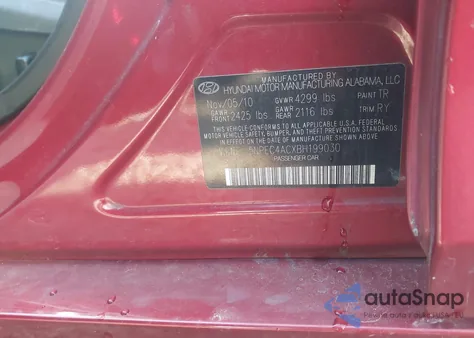 MANUFACTURED BY
HYUNDAI MOTOR MANUFACTURING ALABAMA, LLC
Nov/05/10 GVWR 4299 lbs PAINT TR
GAWR FRONT 2425 lbs GAWR REAR 2116 lbs TRIM RY
THIS VEHICLE CONFORMS TO ALL APPLICABLE U.S.A FEDERAL
MOTOR VEHICLE SAFETY, BUMPER, AND THEFT PREVENTION
STANDARDS IN EFFECT ON THE DATE OF MANUFACTURE SHOWN ABOVE.
5NPEC4ACXBH199030
PASSENGER CAR
autoSnap